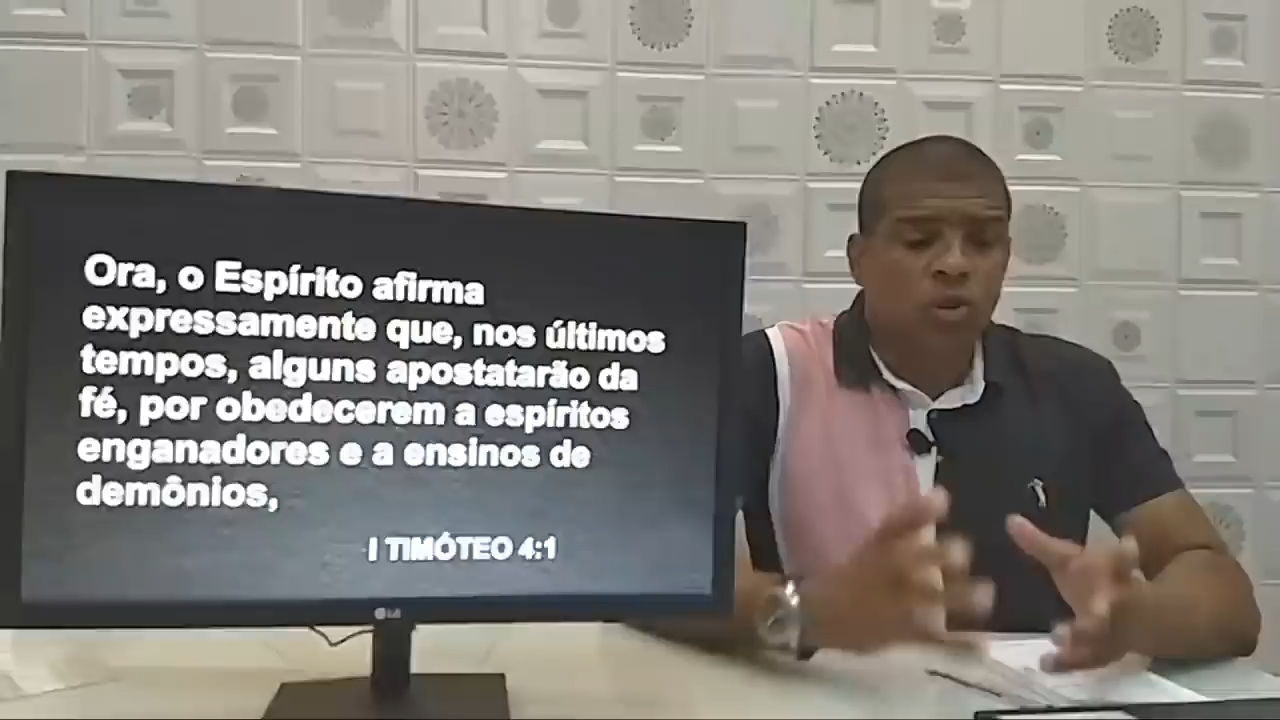 Ora, o Espírito afirma
expressamente que, nos últimos
tempos, alguns apostatarão da
fé, por obedecerem a espíritos
enganadores e a ensinos de
demônios,
I TIMÓTEO 4:1
LG